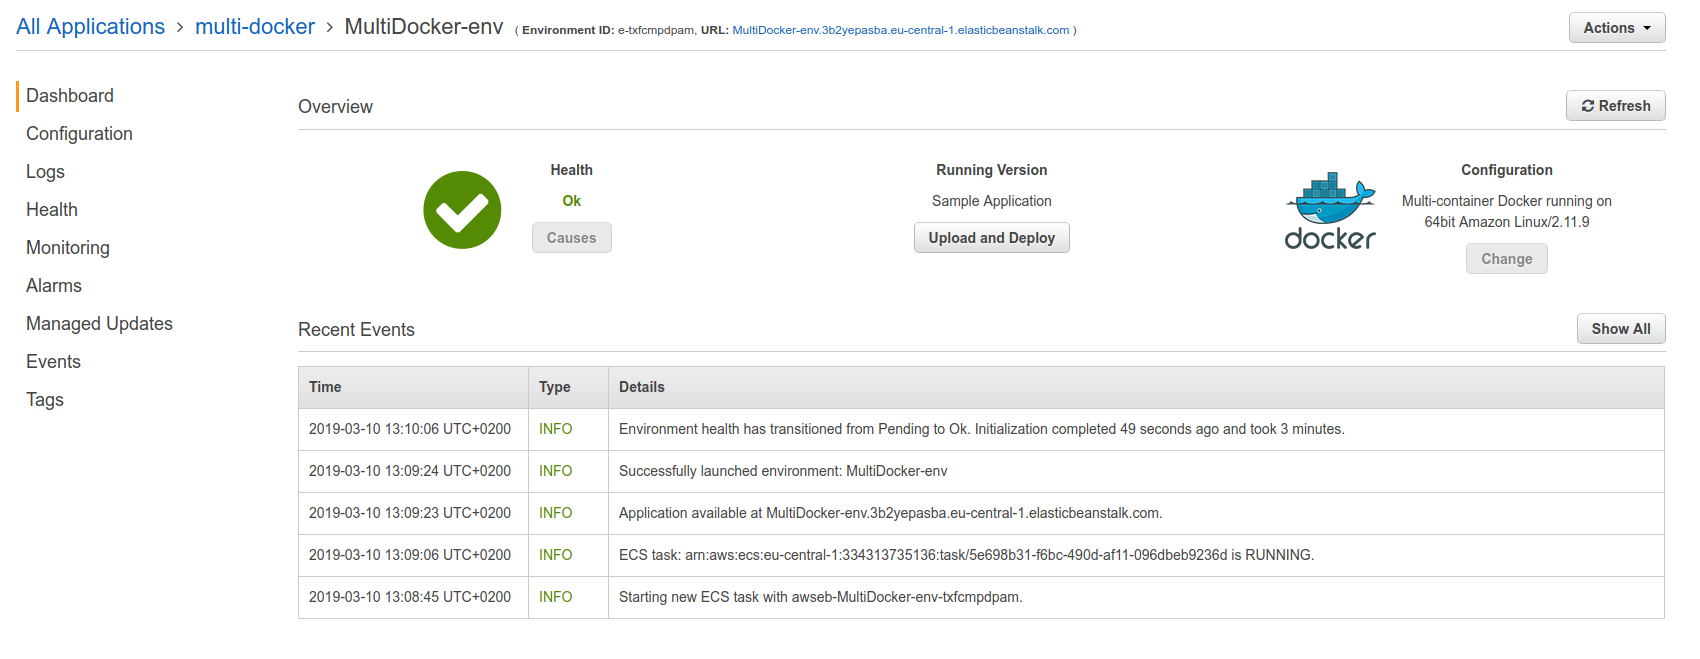 All Applications › multi-docker › MultiDocker-env ( Environment ID: e-txfcmpdpam, URL: MultiDocker-env.3b2yepasba.eu-central-1.elasticbeanstalk.com )
Actions
Dashboard
Configuration
Logs
Health
Monitoring
Alarms
Managed Updates
Events
Tags
Overview
Refresh
Health
Ok
Causes
Running Version
Sample Application
Upload and Deploy
docker
Configuration
Multi-container Docker running on
64bit Amazon Linux/2.11.9
Change
Recent Events
Show All
Time Type Details
2019-03-10 13:10:06 UTC+0200 INFO Environment health has transitioned from Pending to Ok. Initialization completed 49 seconds ago and took 3 minutes.
2019-03-10 13:09:24 UTC+0200 INFO Successfully launched environment: MultiDocker-env
2019-03-10 13:09:23 UTC+0200 INFO Application available at MultiDocker-env.3b2yepasba.eu-central-1.elasticbeanstalk.com.
2019-03-10 13:09:06 UTC+0200 INFO ECS task: arn:aws:ecs:eu-central-1:334313735136:task/5e698b31-f6bc-490d-af11-096dbeb9236d is RUNNING.
2019-03-10 13:08:45 UTC+0200 INFO Starting new ECS task with awseb-MultiDocker-env-txfcmpdpam.